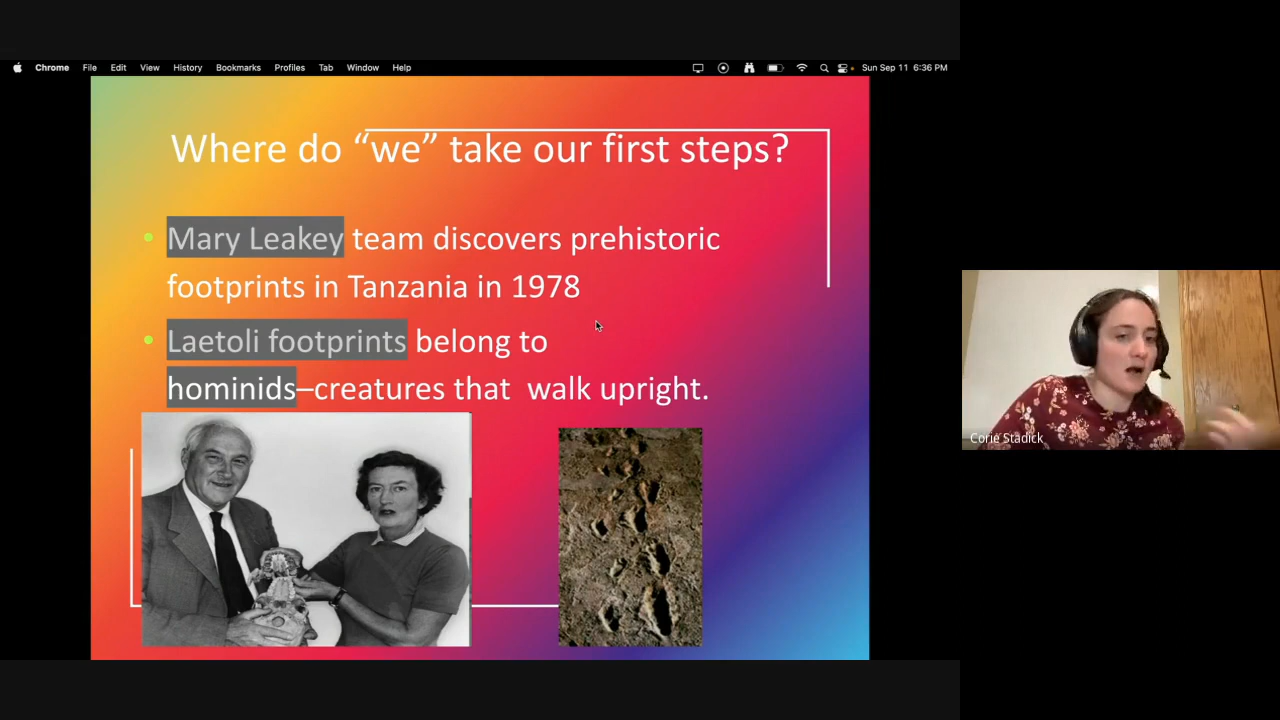 Chrome File Edit View History Bookmarks Profiles Tab Window Help Sun Sep 11 6:36 PM
Where do “we” take our first steps?
• Mary Leakey team discovers prehistoric
footprints in Tanzania in 1978
• Laetoli footprints belong to
hominids–creatures that walk upright.
Corie Stadick